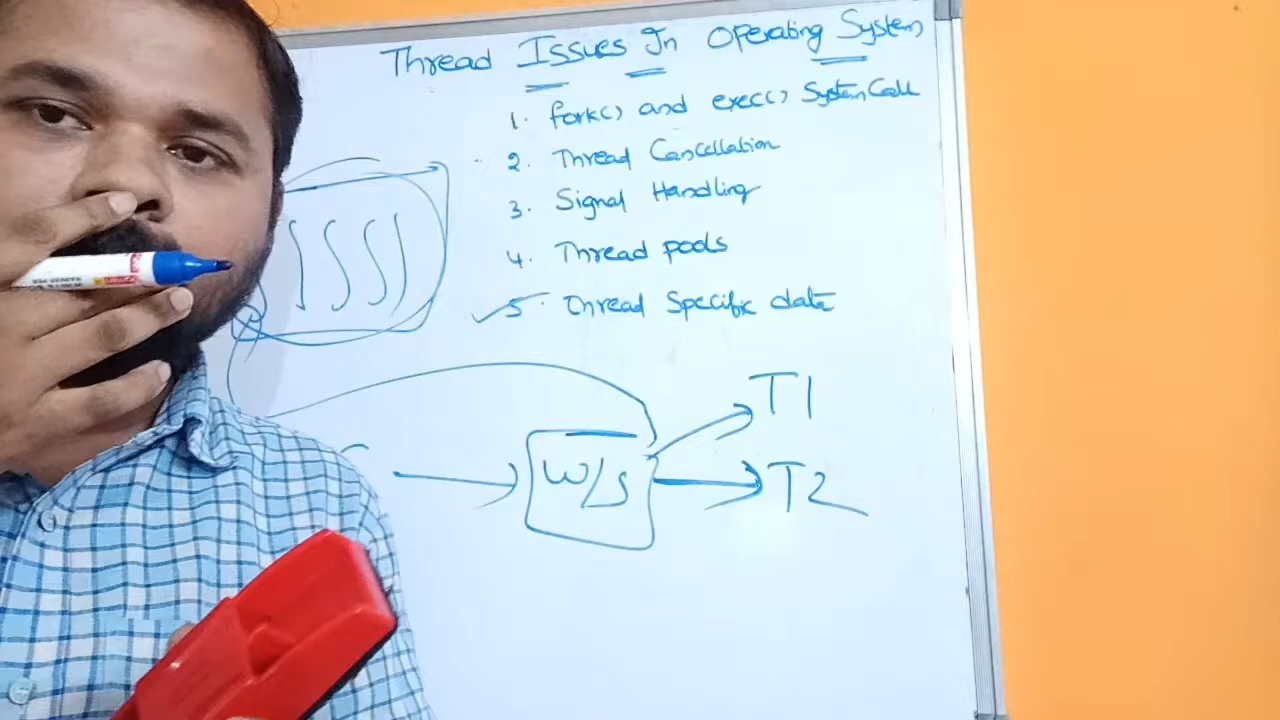 Thread Issues In Operating System
1. fork() and exec() System Call
2. Thread Cancellation
3. Signal Handling
4. Thread pools
5. Thread Specific data
T1
W/S
T2